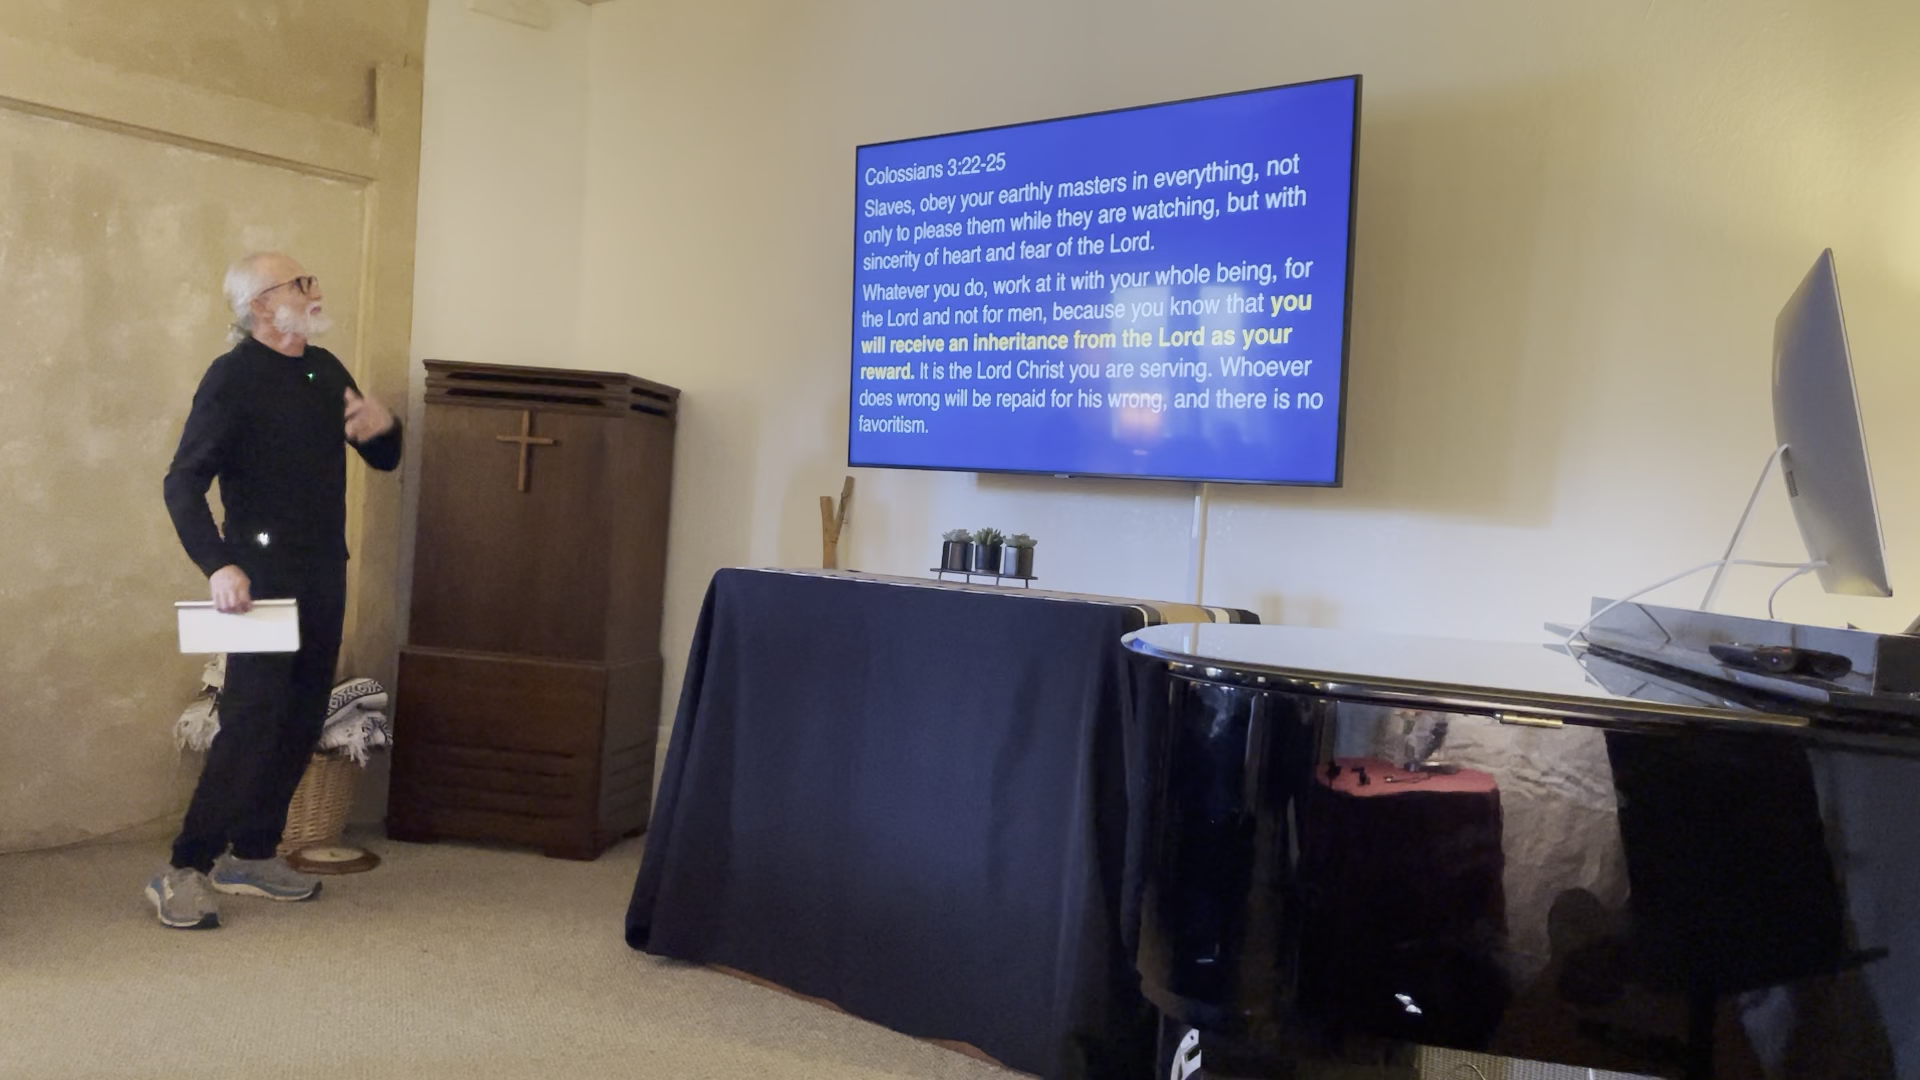 Colossians 3:22-25
Slaves, obey your earthly masters in everything, not
only to please them while they are watching, but with
sincerity of heart and fear of the Lord.
Whatever you do, work at it with your whole being, for
the Lord and not for men, because you know that you
will receive an inheritance from the Lord as your
reward. It is the Lord Christ you are serving. Whoever
does wrong will be repaid for his wrong, and there is no
favoritism.